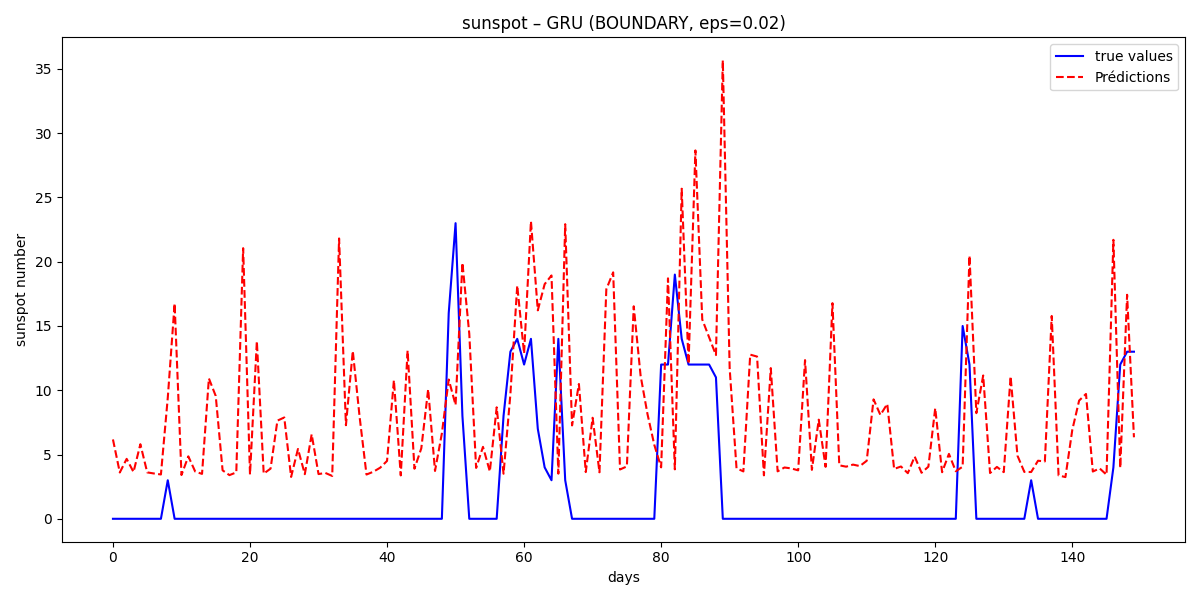 sunspot – GRU (BOUNDARY, eps=0.02)
true values
Prédictions
sunspot number
35
30
25
20
15
10
5
0
0 20 40 60 80 100 120 140
days